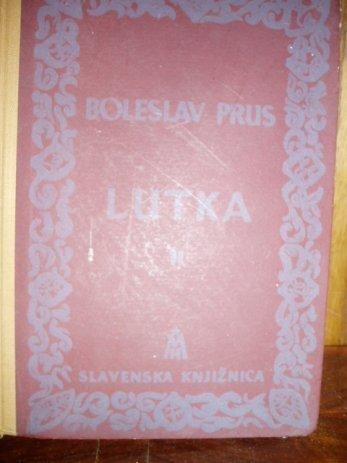 BOLESLAV PRUS
LUTKA
II
SLAVENSKA KNJIŽNICA